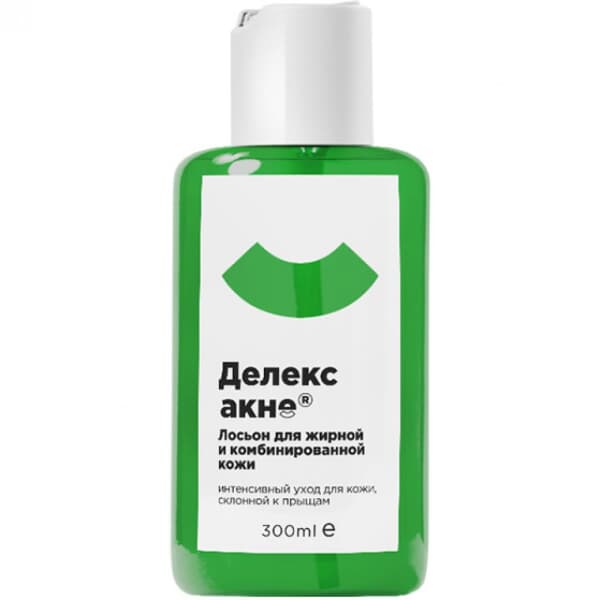 Делекс
акне®
Лосьон для жирной
и комбинированной
кожи
интенсивный уход для кожи,
склонной к прыщам
300ml e